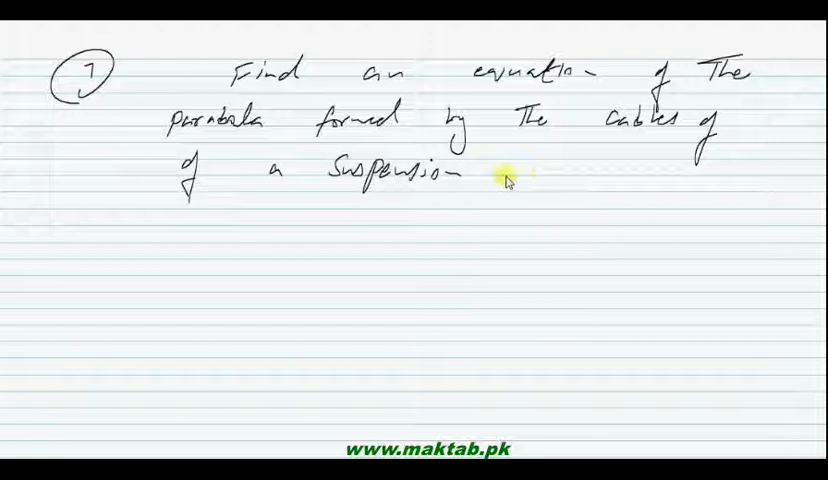 7 Find an equation of The
parabola formed by The cables of
of a suspension
www.maktab.pk